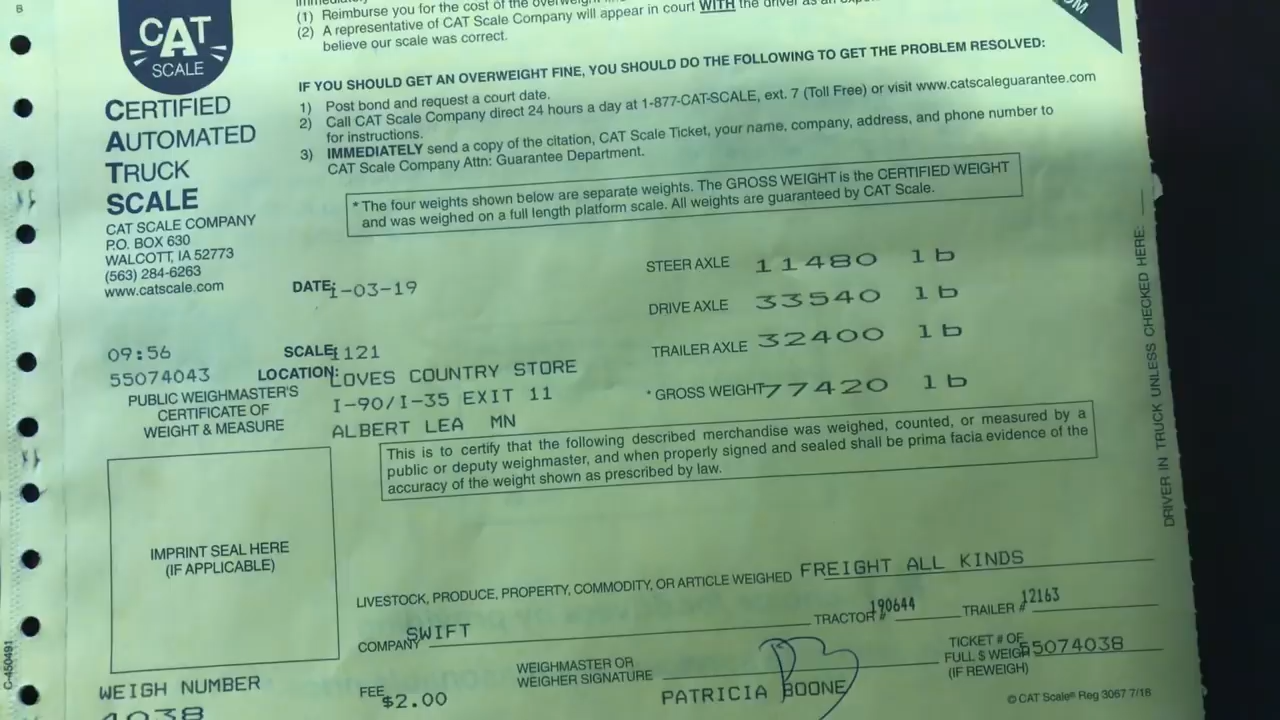 B
CAT
SCALE
CERTIFIED
AUTOMATED
TRUCK
SCALE
CAT SCALE COMPANY
P.O. BOX 630
WALCOTT, IA 52773
(563) 284-6263
www.catscale.com
(1) Reimburse you for the cost of the overweight
(2) A representative of CAT Scale Company will appear in court WITH the driver as an
believe our scale was correct.
IF YOU SHOULD GET AN OVERWEIGHT FINE, YOU SHOULD DO THE FOLLOWING TO GET THE PROBLEM RESOLVED:
1) Post bond and request a court date.
2) Call CAT Scale Company direct 24 hours a day at 1-877-CAT-SCALE, ext. 7 (Toll Free) or visit www.catscaleguarantee.com
for instructions.
3) IMMEDIATELY send a copy of the citation, CAT Scale Ticket, your name, company, address, and phone number to
CAT Scale Company Attn: Guarantee Department.
* The four weights shown below are separate weights. The GROSS WEIGHT is the CERTIFIED WEIGHT
and was weighed on a full length platform scale. All weights are guaranteed by CAT Scale.
DATE: 1-03-19
STEER AXLE 11480 lb
DRIVE AXLE 33540 lb
TRAILER AXLE 32400 lb
* GROSS WEIGHT 77420 lb
09:56
SCALE: 1121
55074043
LOCATION: LOVES COUNTRY STORE
I-90/I-35 EXIT 11
ALBERT LEA MN
PUBLIC WEIGHMASTER'S
CERTIFICATE OF
WEIGHT & MEASURE
This is to certify that the following described merchandise was weighed, counted, or measured by a
public or deputy weighmaster, and when properly signed and sealed shall be prima facia evidence of the
accuracy of the weight shown as prescribed by law.
IMPRINT SEAL HERE
(IF APPLICABLE)
LIVESTOCK, PRODUCE, PROPERTY, COMMODITY, OR ARTICLE WEIGHED FREIGHT ALL KINDS
COMPANY SWIFT
TRACTOR # 190644
TRAILER # 12163
WEIGHMASTER OR
WEIGHER SIGNATURE
PATRICIA BOONE
TICKET # OF
FULL $ WEIGH 55074038
(IF REWEIGH)
WEIGH NUMBER
4038
FEE $2.00
© CAT Scale® Reg 3067 7/18
DRIVER IN TRUCK UNLESS CHECKED HERE:
C-450491